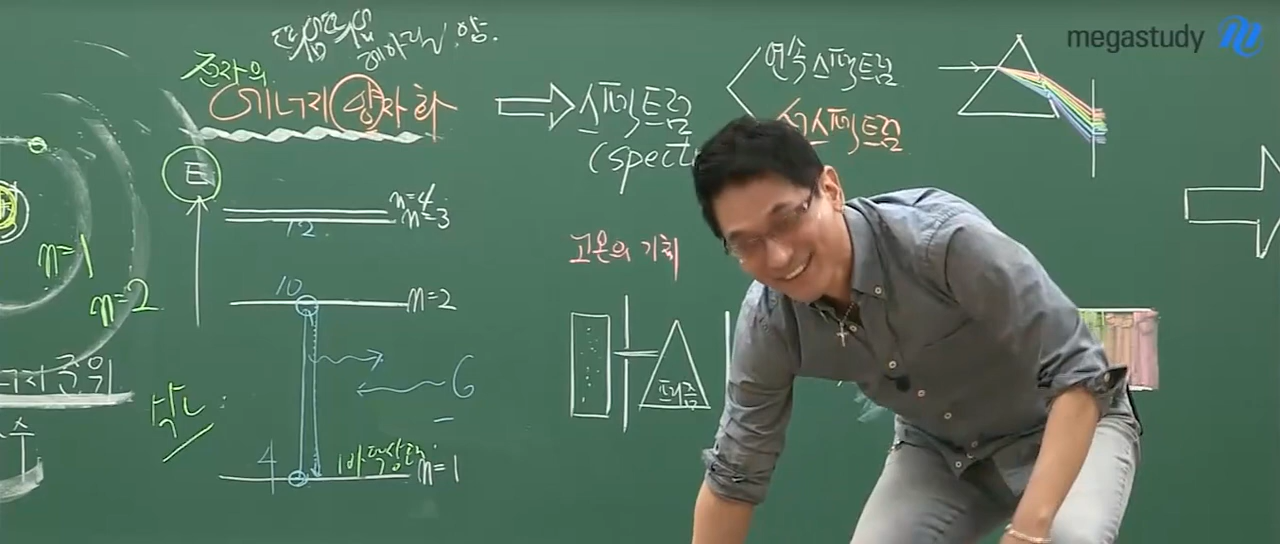 megastudy
전자의
에너지 양자화
스펙트럼
(spect
연속스펙트럼
선스펙트럼
E
n=4
n=3
12
10
n=2
6
4
바닥상태
n=1
n=1
n=2
고온의 기체
프리즘